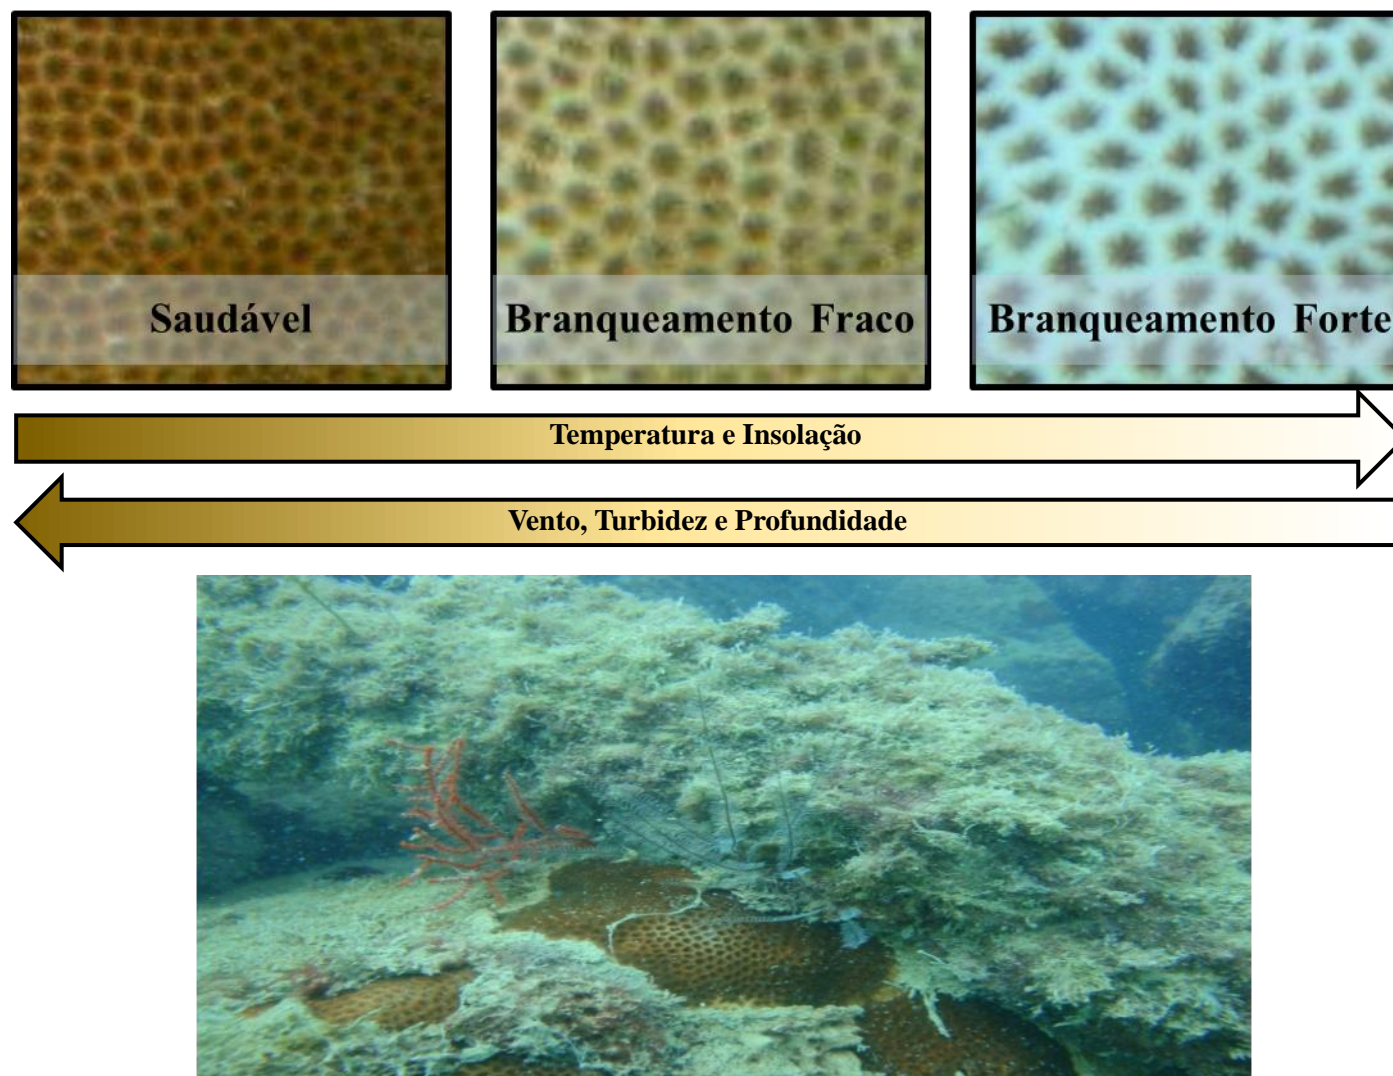 Saudável
Branqueamento Fraco
Branqueamento Forte
Temperatura e Insolação
Vento, Turbidez e Profundidade